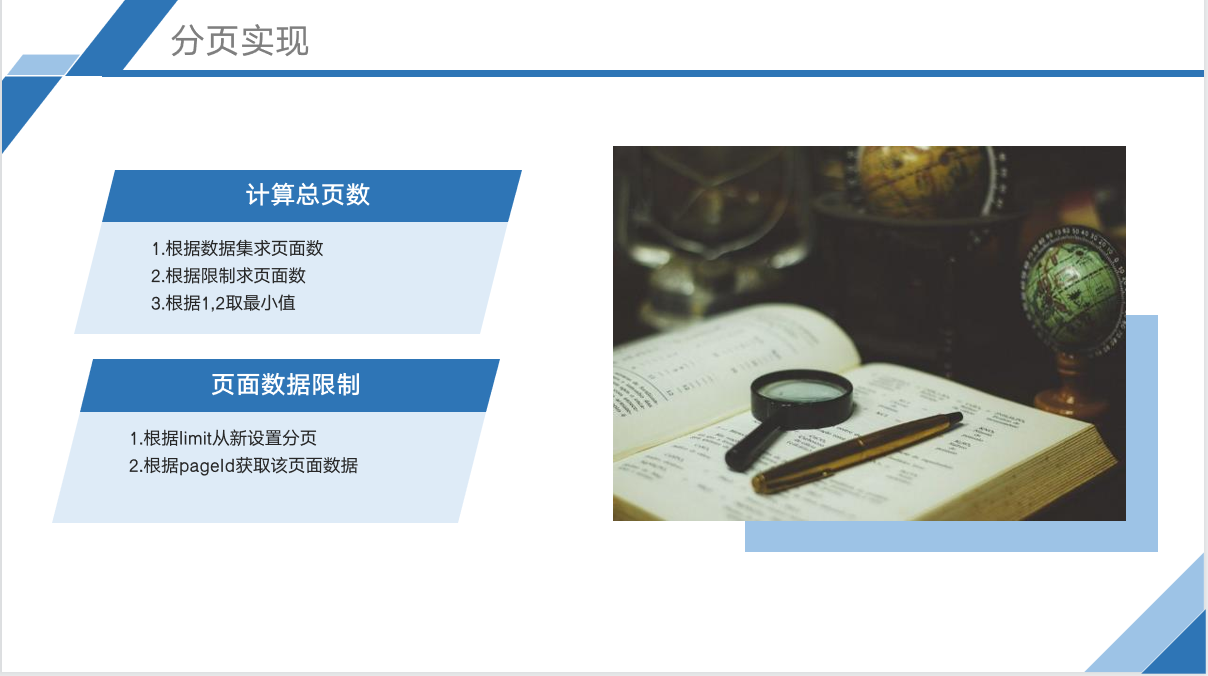 分页实现
计算总页数
1.根据数据集求页面数
2.根据限制求页面数
3.根据1,2取最小值
页面数据限制
1.根据limit从新设置分页
2.根据pageId获取该页面数据